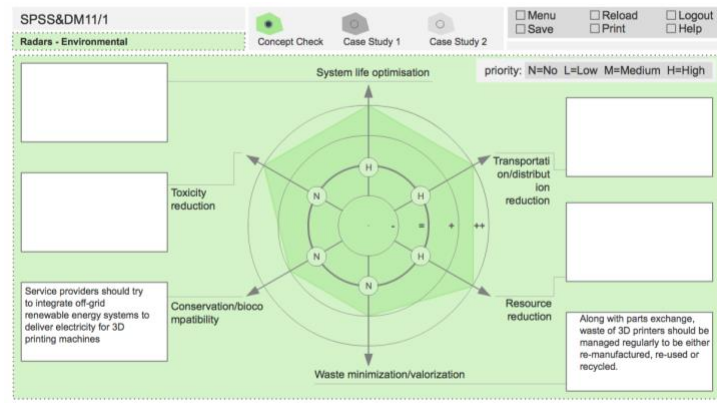 SPSS&DM11/1
Radars - Environmental
Concept Check
Case Study 1
Case Study 2
Menu
Reload
Logout
Save
Print
Help
priority: N=No L=Low M=Medium H=High
System life optimisation
Transportati
on/distribut
ion
reduction
Toxicity
reduction
H
N
H
- = + ++
N
H
N
Service providers should try
to integrate off-grid
renewable energy systems to
deliver electricity for 3D
printing machines
Conservation/bioco
mpatibility
Resource
reduction
Along with parts exchange,
waste of 3D printers should be
managed regularly to be either
re-manufactured, re-used or
recycled.
Waste minimization/valorization